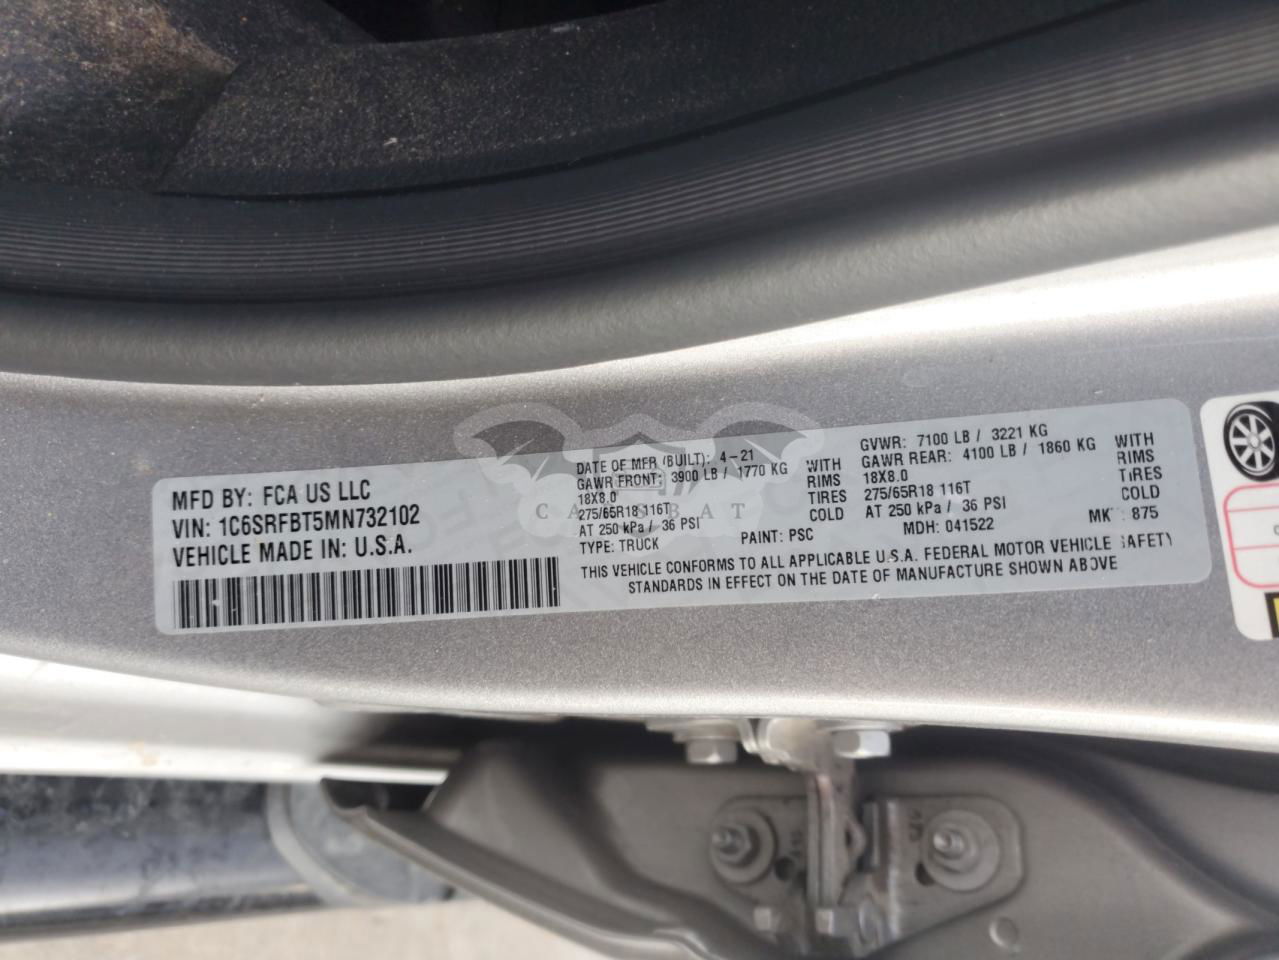 MFD BY: FCA US LLC
VIN: 1C6SRFBT5MN732102
VEHICLE MADE IN: U.S.A.
DATE OF MFR (BUILT): 4-21
GAWR FRONT: 3900 LB / 1770 KG WITH
18X8.0 RIMS
275/65R18 116T TIRES
AT 250 kPa / 36 PSI COLD
TYPE: TRUCK PAINT: PSC
GVWR: 7100 LB / 3221 KG
GAWR REAR: 4100 LB / 1860 KG WITH
18X8.0 RIMS
275/65R18 116T TIRES
AT 250 kPa / 36 PSI COLD
MDH: 041522 MK : 875
THIS VEHICLE CONFORMS TO ALL APPLICABLE U.S.A. FEDERAL MOTOR VEHICLE SAFETY
STANDARDS IN EFFECT ON THE DATE OF MANUFACTURE SHOWN ABOVE
CARSBAT